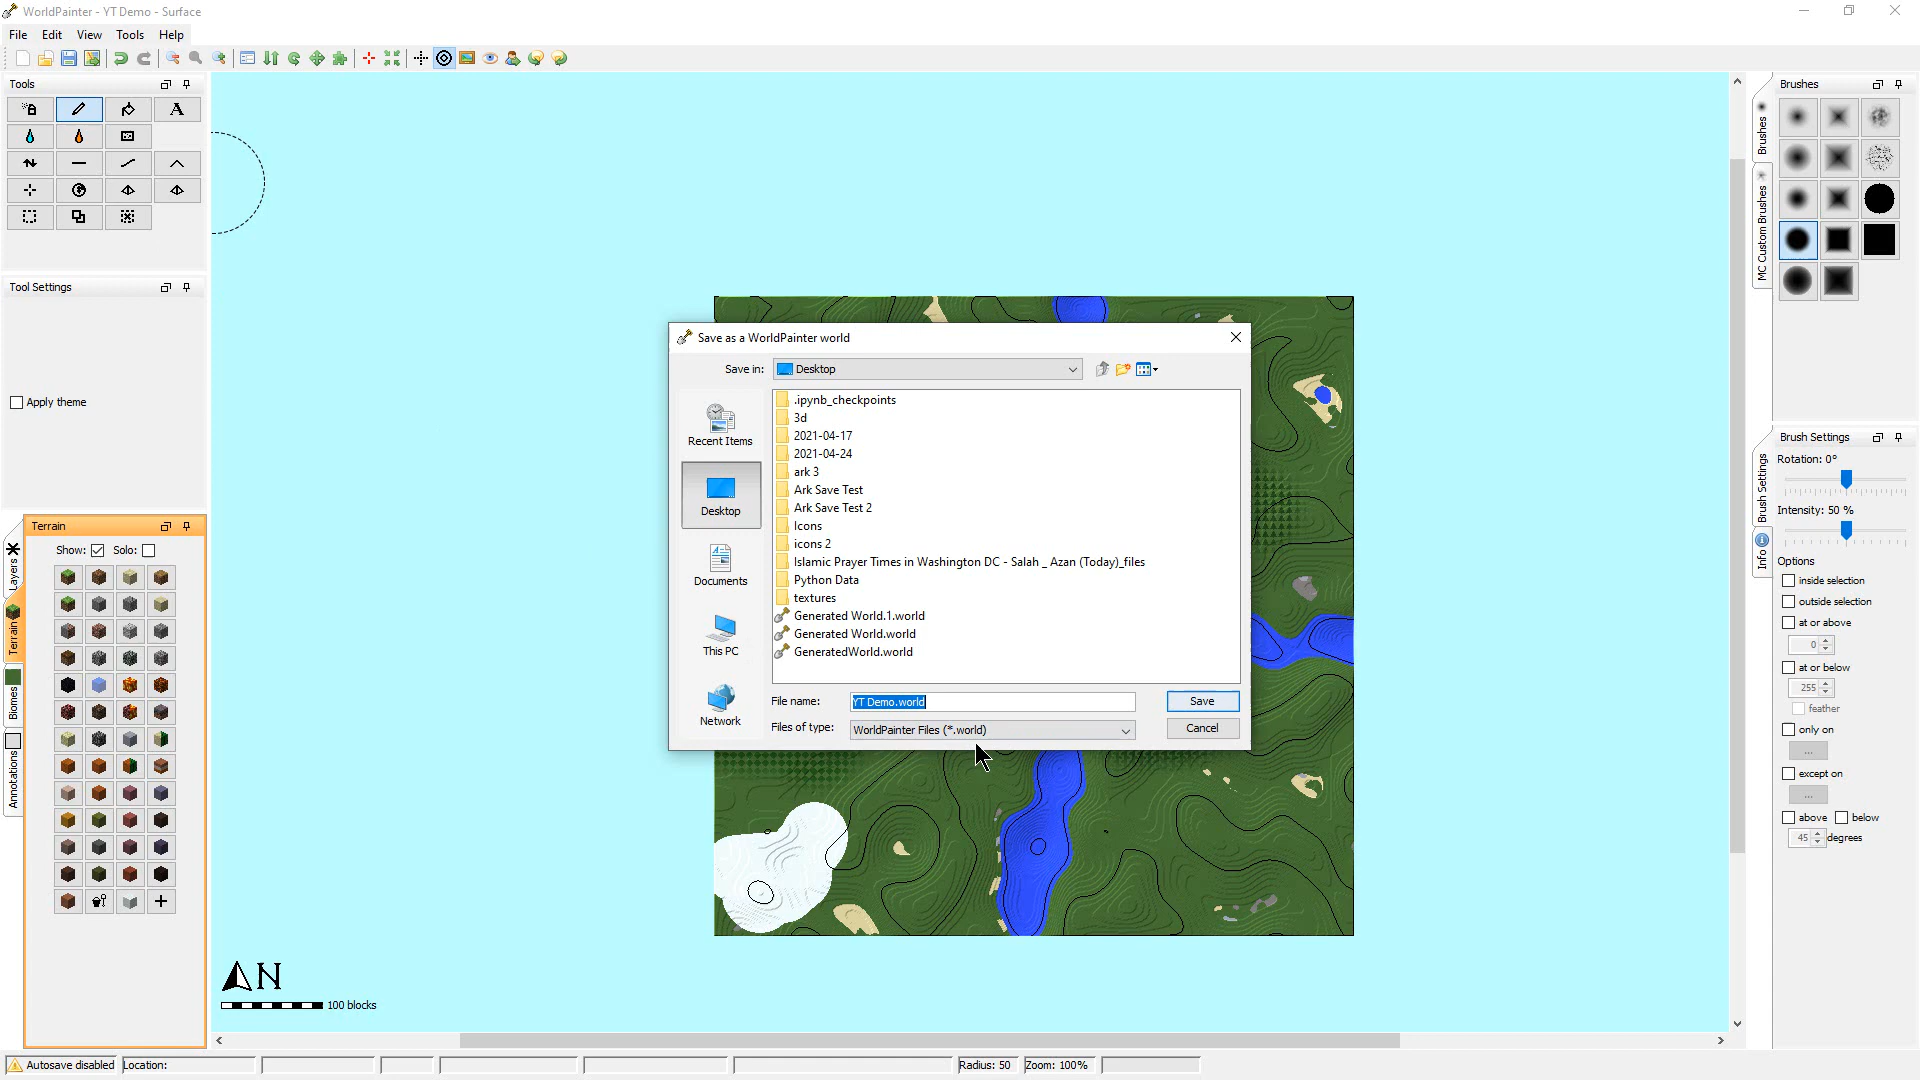 WorldPainter - YT Demo - Surface
File Edit View Tools Help
Tools
A
Tool Settings
Apply theme
Terrain
Show: Solo:
Layers
Terrain
Biomes
Annotations
N
100 blocks
Save as a WorldPainter world
Save in: Desktop
Recent Items
Desktop
Documents
This PC
Network
.ipynb_checkpoints
3d
2021-04-17
2021-04-24
ark 3
Ark Save Test
Ark Save Test 2
Icons
icons 2
Islamic Prayer Times in Washington DC - Salah _ Azan (Today)_files
Python Data
textures
Generated World.1.world
Generated World.world
GeneratedWorld.world
File name: YT Demo.world Save
Files of type: WorldPainter Files (*.world) Cancel
Brushes
Brushes
MC Custom Brushes
Brush Settings
Brush Settings
Info
Rotation: 0°
Intensity: 50 %
Options
inside selection
outside selection
at or above
0
at or below
255
feather
only on
...
except on
...
above below
45 degrees
Autosave disabled Location: Radius: 50 Zoom: 100%